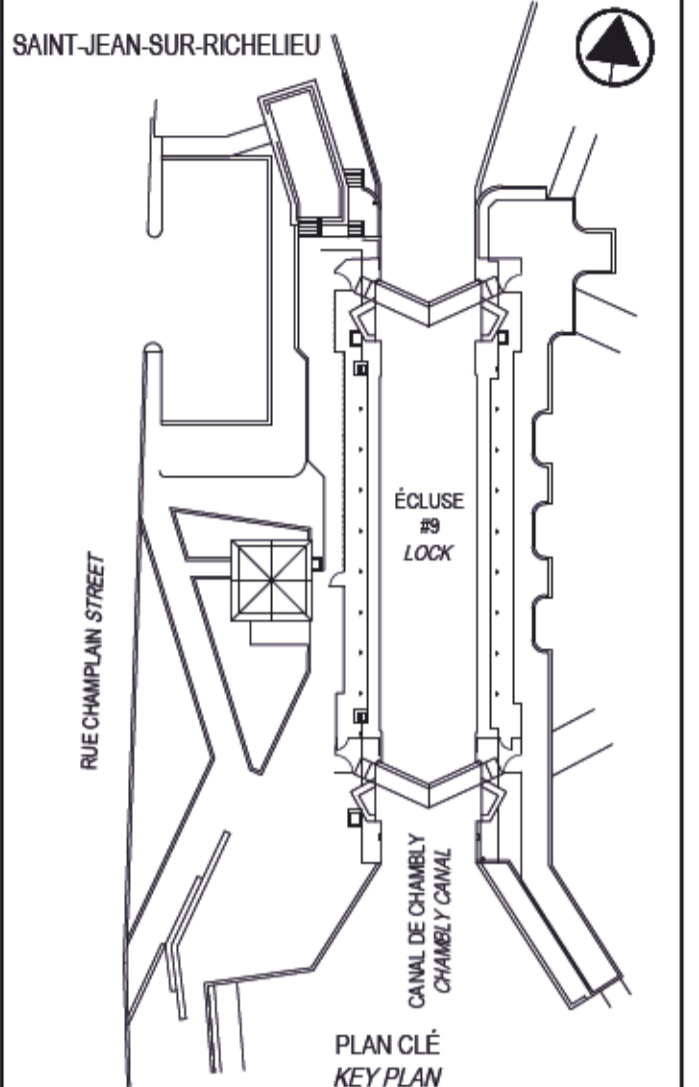 SAINT-JEAN-SUR-RICHELIEU
ÉCLUSE
#9
LOCK
RUE CHAMPLAIN STREET
CANAL DE CHAMBLY
CHAMBLY CANAL
PLAN CLÉ
KEY PLAN